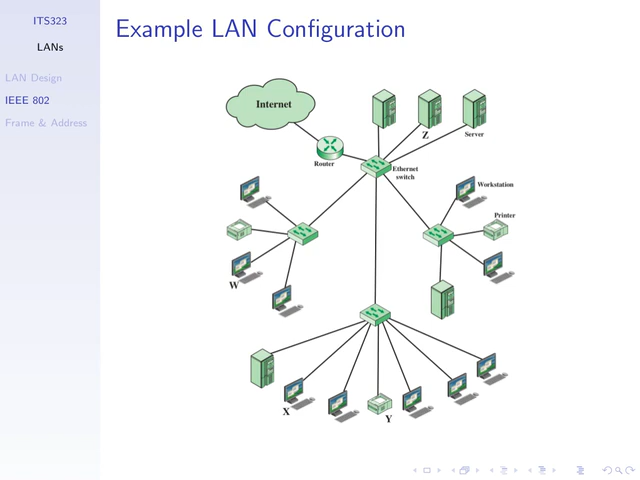 ITS323
LANs
LAN Design
IEEE 802
Frame & Address
Example LAN Configuration
Internet
Z
Server
Router
Ethernet
switch
Workstation
Printer
W
X
Y